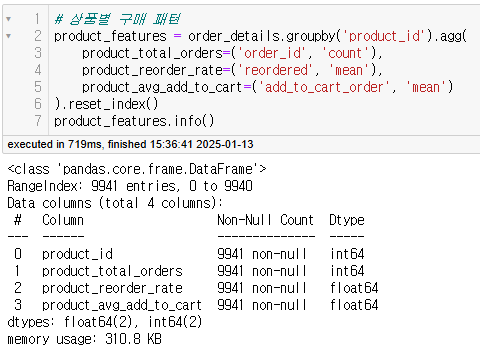 1 # 상품별 구매 패턴
2 product_features = order_details.groupby('product_id').agg(
3     product_total_orders=('order_id', 'count'),
4     product_reorder_rate=('reordered', 'mean'),
5     product_avg_add_to_cart=('add_to_cart_order', 'mean')
6 ).reset_index()
7 product_features.info()
executed in 719ms, finished 15:36:41 2025-01-13
<class 'pandas.core.frame.DataFrame'>
RangeIndex: 9941 entries, 0 to 9940
Data columns (total 4 columns):
 #   Column                   Non-Null Count  Dtype
---  ------                   --------------  -----
 0   product_id               9941 non-null   int64
 1   product_total_orders     9941 non-null   int64
 2   product_reorder_rate     9941 non-null   float64
 3   product_avg_add_to_cart  9941 non-null   float64
dtypes: float64(2), int64(2)
memory usage: 310.8 KB